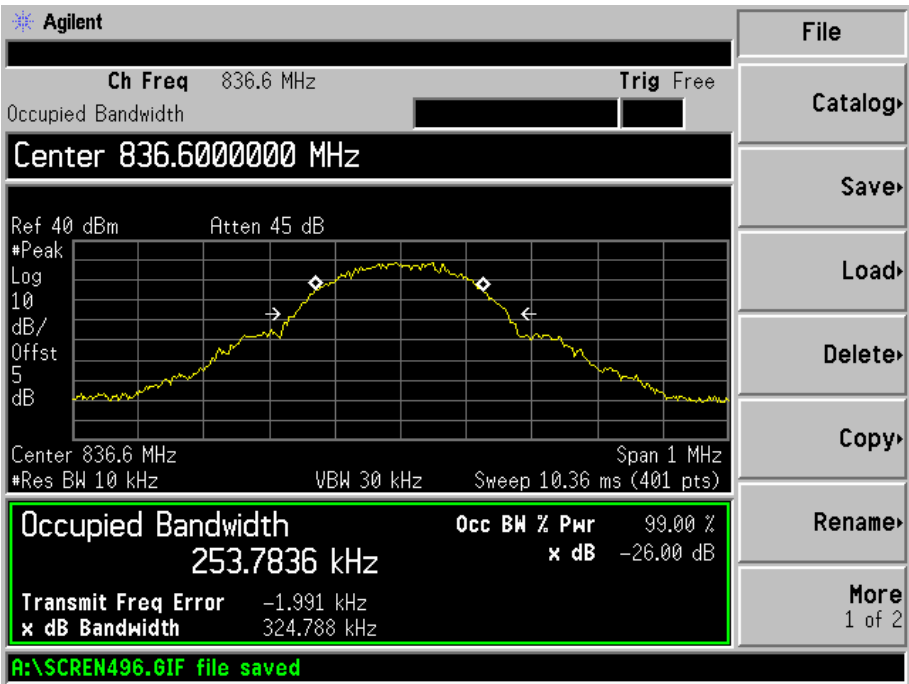 Agilent
File
Ch Freq 836.6 MHz Trig Free
Occupied Bandwidth
Catalog
Center 836.6000000 MHz
Save
Ref 40 dBm Atten 45 dB
#Peak
Log
10
dB/
Offst
5
dB
Load
Delete
Copy
Center 836.6 MHz Span 1 MHz
#Res BW 10 kHz VBW 30 kHz Sweep 10.36 ms (401 pts)
Occupied Bandwidth
253.7836 kHz
Occ BW % Pwr 99.00 %
x dB -26.00 dB
Rename
Transmit Freq Error -1.991 kHz
x dB Bandwidth 324.788 kHz
More
1 of 2
A:\SCREN496.GIF file saved